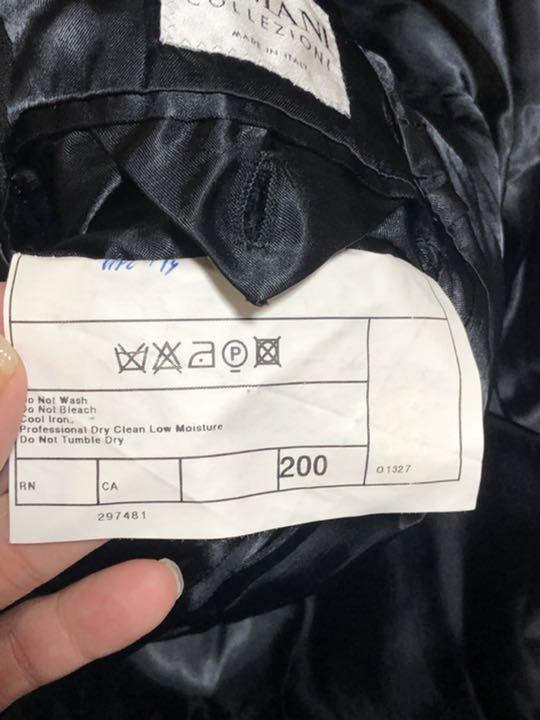 MANI
COLLEZIONI
MADE IN ITALY
P
Do Not Wash
Do Not Bleach
Cool Iron
Professional Dry Clean Low Moisture
Do Not Tumble Dry
RN
CA
200
01327
297481